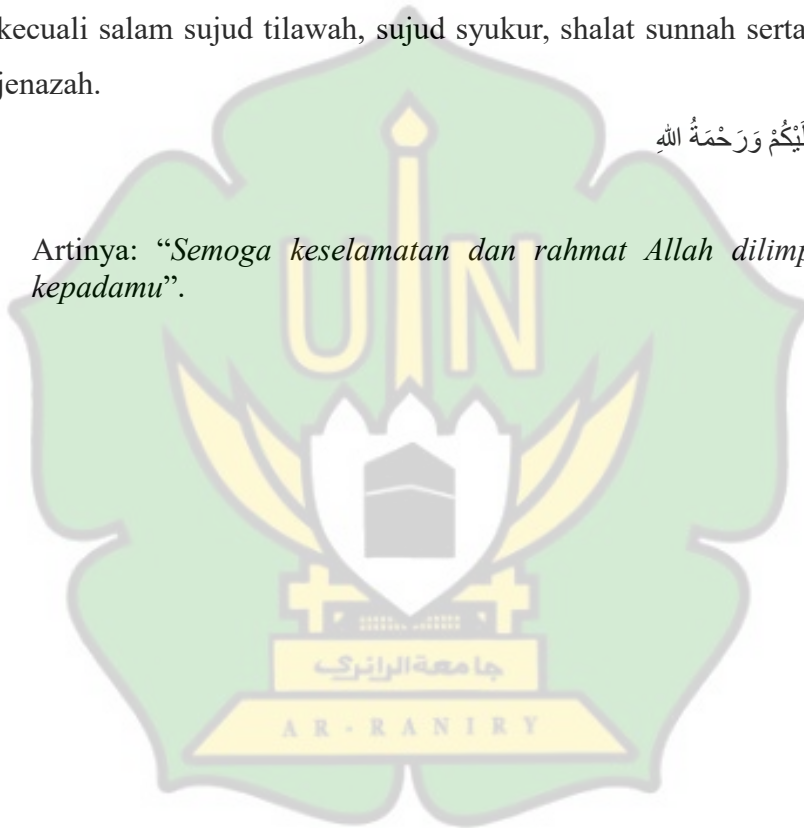 kecuali salam sujud tilawah, sujud syukur, shalat sunnah serta
jenazah.
لَيْكُمْ وَرَحْمَةُ اللهِ
Artinya: “Semoga keselamatan dan rahmat Allah dilimp
kepadamu”.
UIN
جامعة الرانري
AR-RANIRY